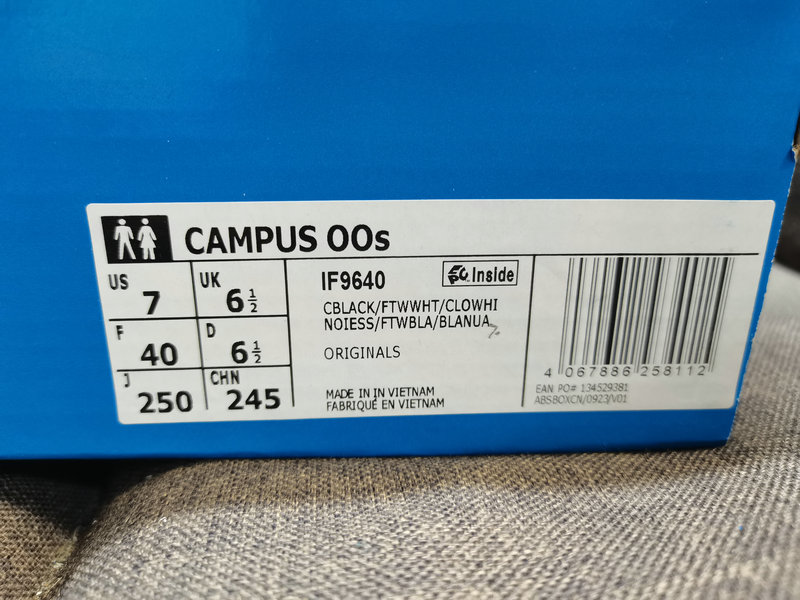 CAMPUS 00s
US 7 UK 6 1/2
F 40 D 6 1/2
J 250 CHN 245
IF9640
Inside
CBLACK/FTWWHT/CLOWHI
NOIESS/FTWBLA/BLANUA
ORIGINALS
MADE IN IN VIETNAM
FABRIQUÉ EN VIETNAM
4 067886 258112
EAN PO# 134529381
ABSBOXCN/0923/V01